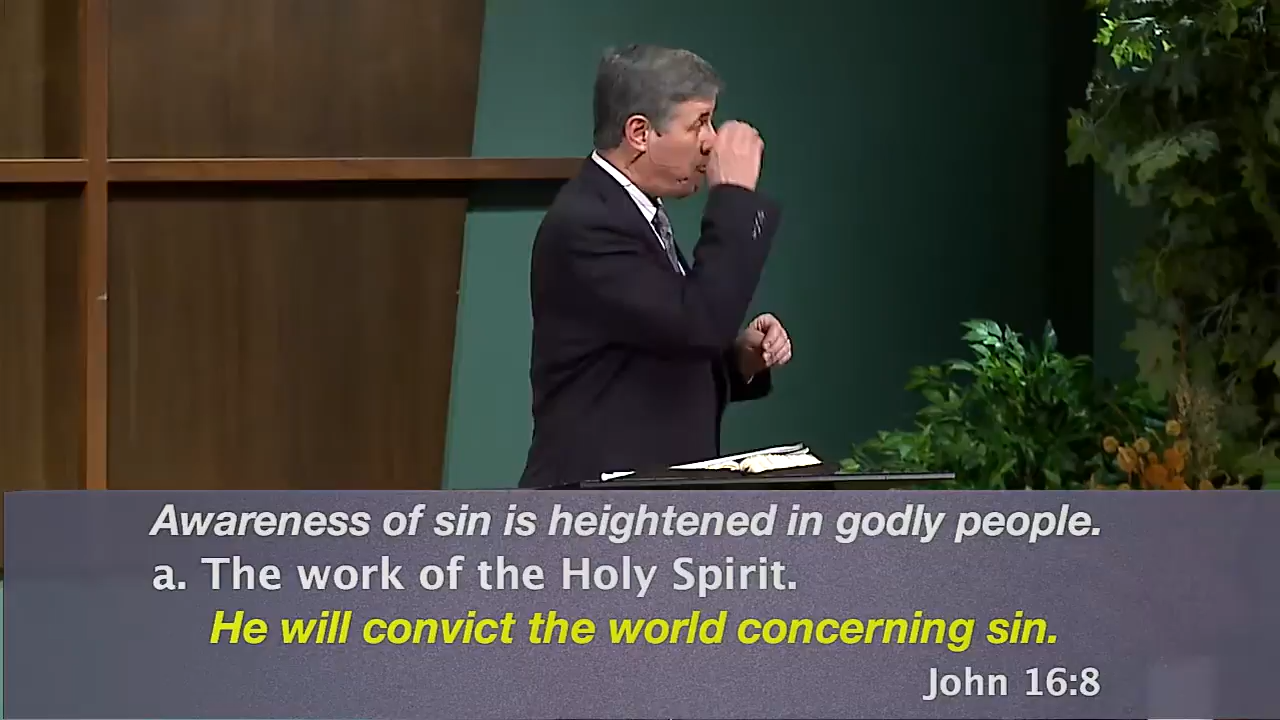 Awareness of sin is heightened in godly people.
a. The work of the Holy Spirit.
He will convict the world concerning sin.
John 16:8